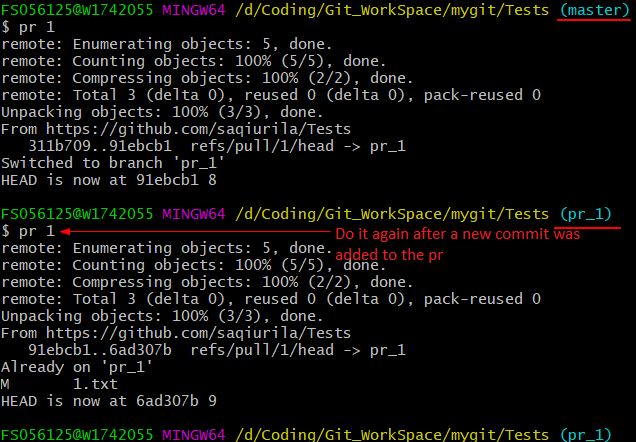 FS056125@W1742055 MINGW64 /d/Coding/Git_WorkSpace/mygit/Tests (master)
$ pr 1
remote: Enumerating objects: 5, done.
remote: Counting objects: 100% (5/5), done.
remote: Compressing objects: 100% (2/2), done.
remote: Total 3 (delta 0), reused 0 (delta 0), pack-reused 0
Unpacking objects: 100% (3/3), done.
From https://github.com/saqiurila/Tests
   311b709..91ebcb1  refs/pull/1/head -> pr_1
Switched to branch 'pr_1'
HEAD is now at 91ebcb1 8
FS056125@W1742055 MINGW64 /d/Coding/Git_WorkSpace/mygit/Tests (pr_1)
$ pr 1
Do it again after a new commit was
added to the pr
remote: Enumerating objects: 5, done.
remote: Counting objects: 100% (5/5), done.
remote: Compressing objects: 100% (2/2), done.
remote: Total 3 (delta 0), reused 0 (delta 0), pack-reused 0
Unpacking objects: 100% (3/3), done.
From https://github.com/saqiurila/Tests
   91ebcb1..6ad307b  refs/pull/1/head -> pr_1
Already on 'pr_1'
M       1.txt
HEAD is now at 6ad307b 9
FS056125@W1742055 MINGW64 /d/Coding/Git_WorkSpace/mygit/Tests (pr_1)